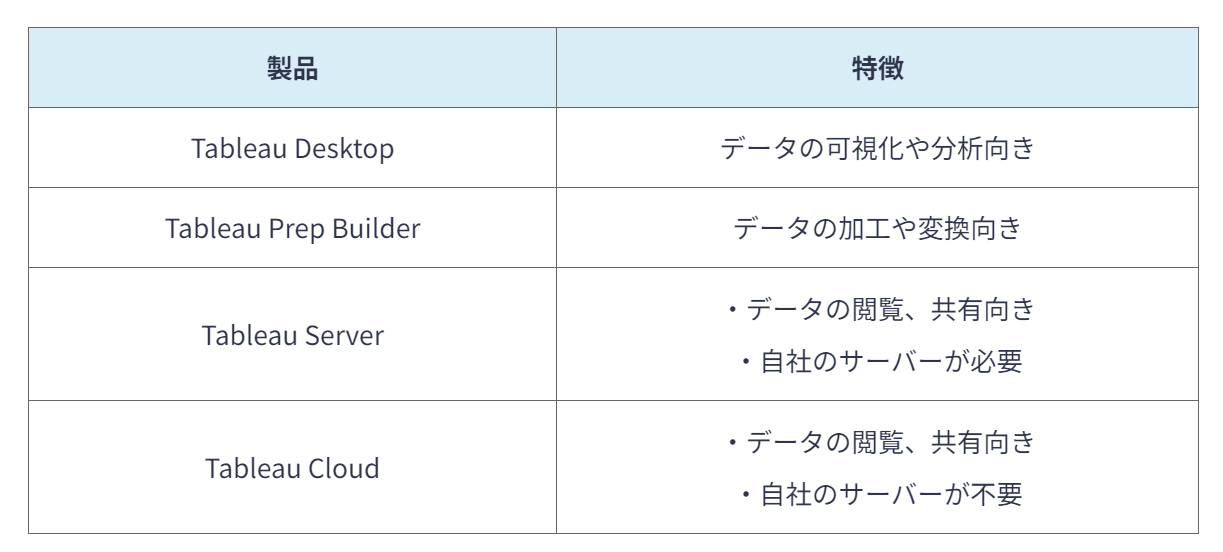 製品
特徴
Tableau Desktop
データの可視化や分析向き
Tableau Prep Builder
データの加工や変換向き
Tableau Server
・データの閲覧、共有向き
・自社のサーバーが必要
Tableau Cloud
・データの閲覧、共有向き
・自社のサーバーが不要